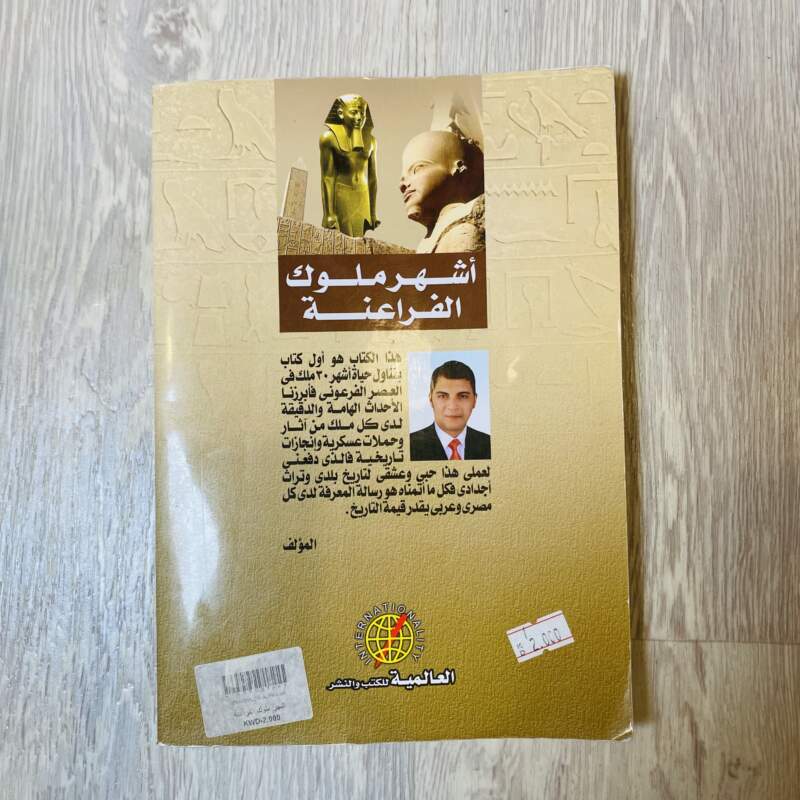 أشهر ملوك
الفراعنة
هذا الكتاب هو أول كتاب
يتناول حياة أشهر ٣٠ ملك فى
العصر الفرعونى فأبرزنا
الأحداث الهامة والدقيقة
لدى كل ملك من آثار
وحملات عسكرية وإنجازات
تاريخية فالذى دفعنى
لعملى هذا حبي وعشقى لتاريخ بلدى وتراث
أجدادى فكل ما أتمناه هو رسالة المعرفة لدى كل
مصرى وعربى يقدر قيمة التاريخ.
المؤلف
INTERNATIONALITY
العالمية للكتب والنشر
2.000
KWD-2.000